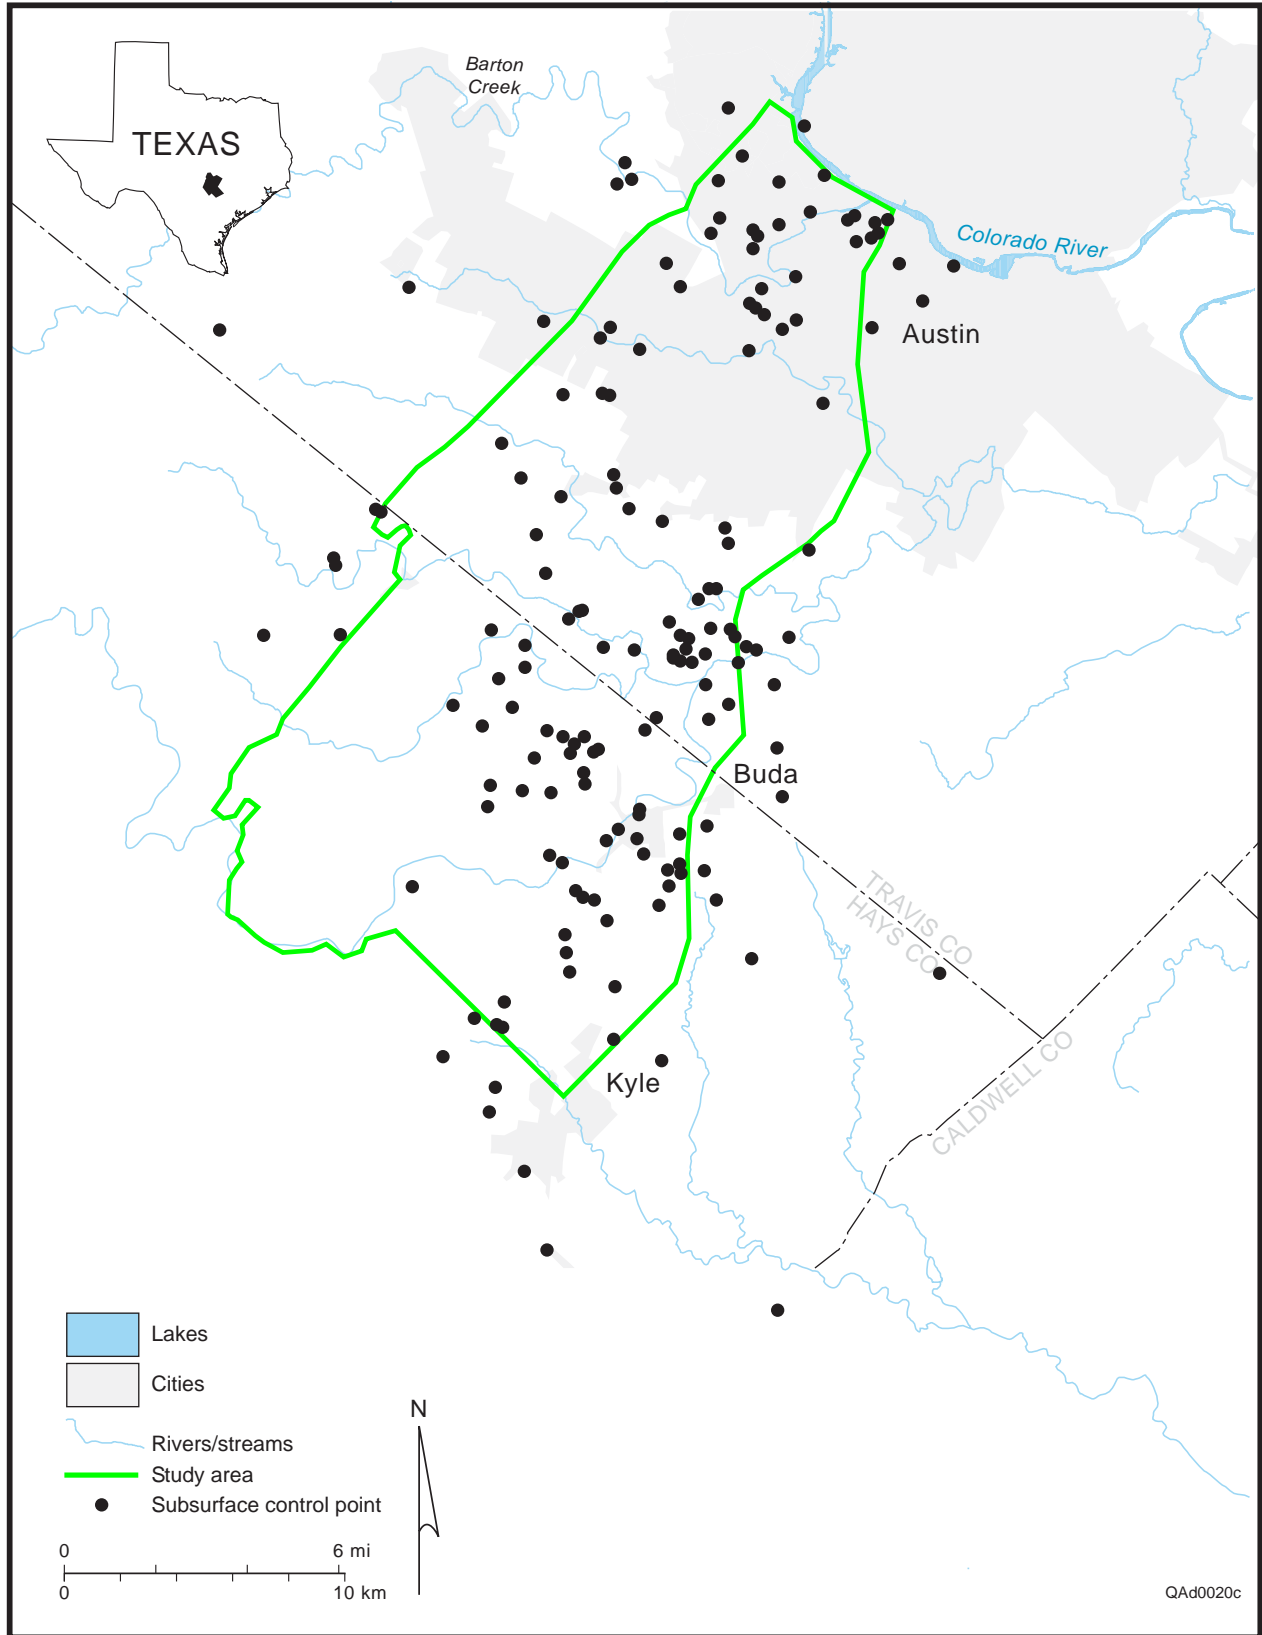 Barton
Creek
TEXAS
Colorado River
Austin
Buda
TRAVIS CO
HAYS CO
CALDWELL CO
Kyle
Lakes
Cities
Rivers/streams
Study area
Subsurface control point
N
0
6 mi
0
10 km
QAd0020c